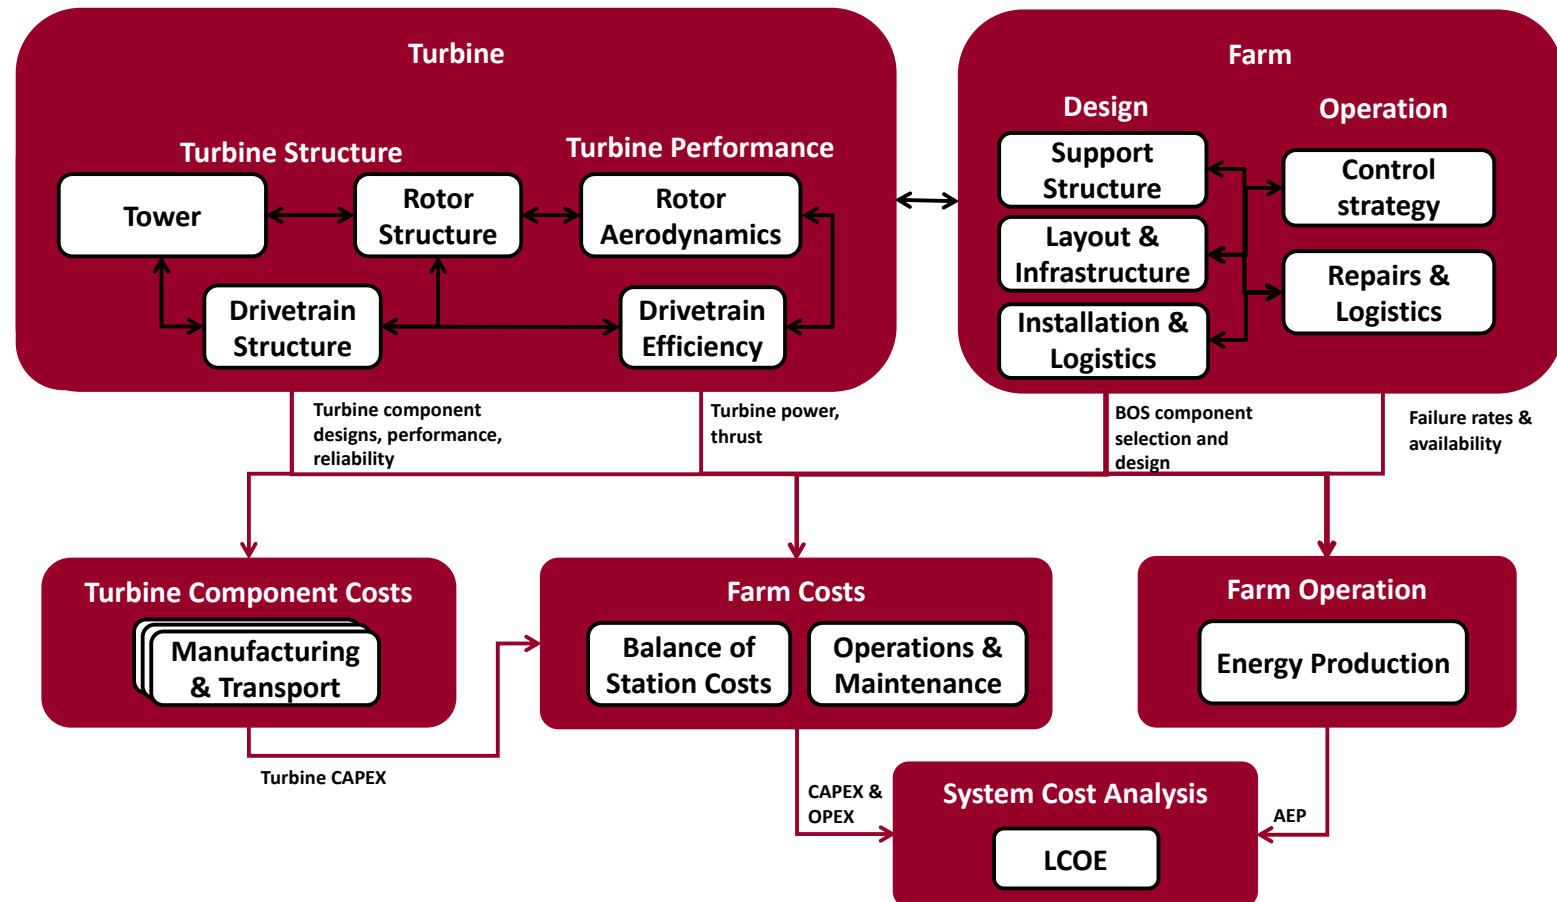 Turbine
Turbine Structure
Turbine Performance
Tower
Rotor
Structure
Rotor
Aerodynamics
Drivetrain
Structure
Drivetrain
Efficiency
Farm
Design
Operation
Support
Structure
Layout &
Infrastructure
Installation &
Logistics
Control
strategy
Repairs &
Logistics
Turbine component
designs, performance,
reliability
Turbine power,
thrust
BOS component
selection and
design
Failure rates &
availability
Turbine Component Costs
Manufacturing
& Transport
Farm Costs
Balance of
Station Costs
Operations &
Maintenance
Farm Operation
Energy Production
Turbine CAPEX
CAPEX &
OPEX
AEP
System Cost Analysis
LCOE